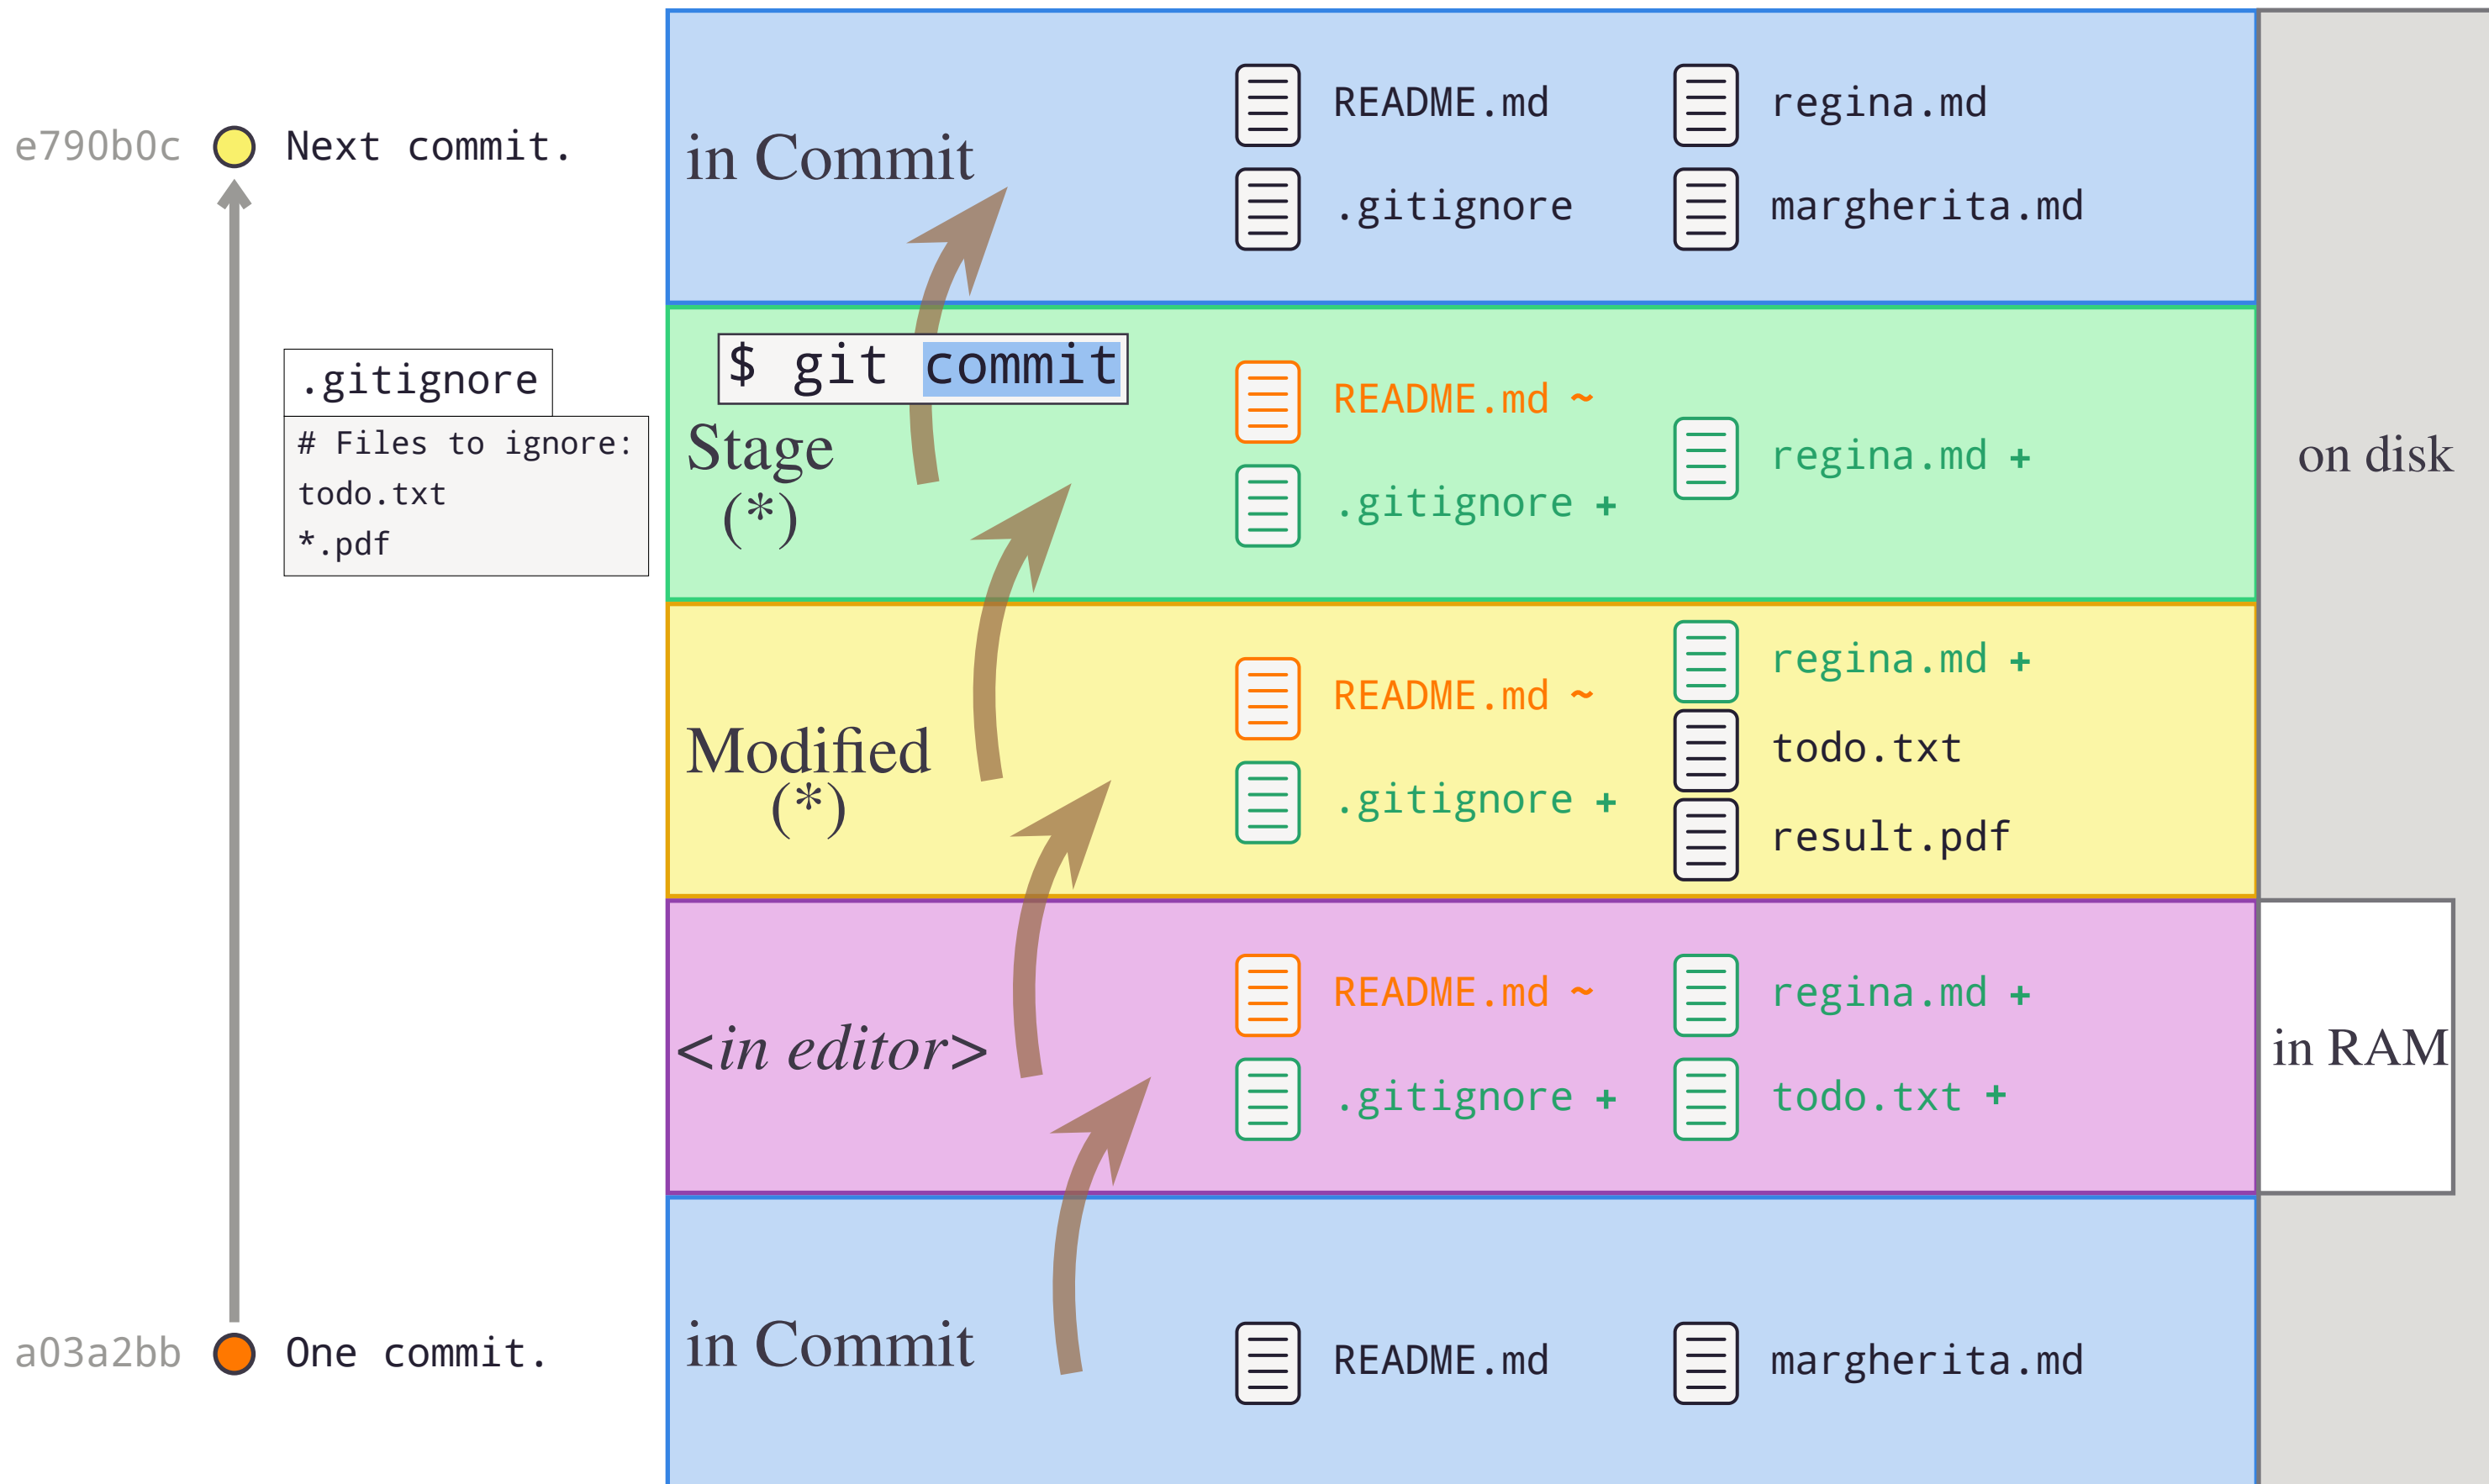 e790b0c Next commit.
in Commit
README.md
regina.md
.gitignore
margherita.md
.gitignore
# Files to ignore:
todo.txt
*.pdf
$ git commit
Stage
(*)
README.md ~
.gitignore +
regina.md +
on disk
Modified
(*)
README.md ~
.gitignore +
regina.md +
todo.txt
result.pdf
<in editor>
README.md ~
regina.md +
.gitignore +
todo.txt +
in RAM
a03a2bb One commit.
in Commit
README.md
margherita.md